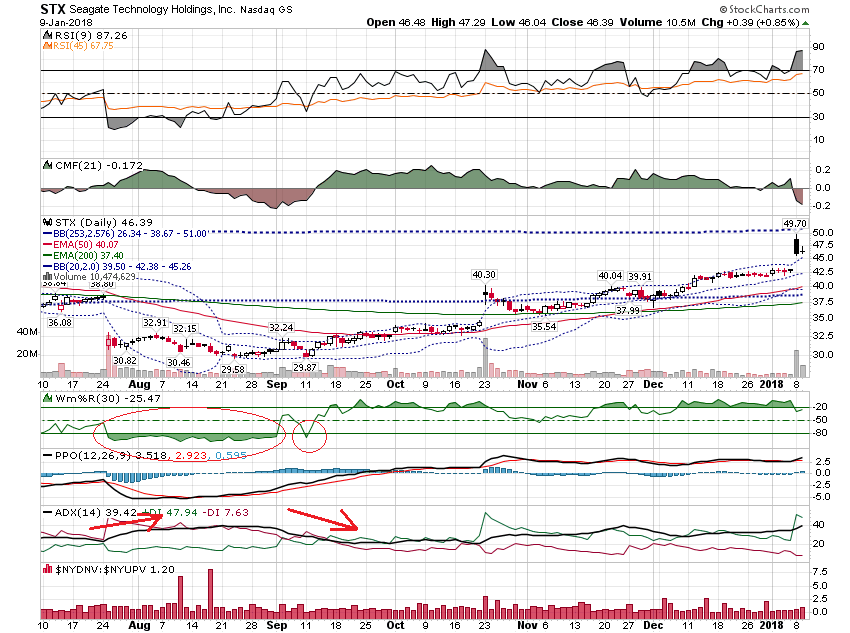 STX Seagate Technology Holdings, Inc. Nasdaq GS © StockCharts.com
9-Jan-2018 Open 46.48 High 47.29 Low 46.04 Close 46.39 Volume 10.5M Chg +0.39 (+0.85%)
RSI(9) 87.26
RSI(45) 67.75
90
70
50
30
10
CMF(21) -0.172
0.2
0.0
-0.2
STX (Daily) 46.39
BB(253,2.576) 26.34 - 38.67 - 51.00
EMA(50) 40.07
EMA(200) 37.40
BB(20,2.0) 39.50 - 42.38 - 45.26
Volume 10,474,629
49.70
50.0
47.5
45.0
42.5
40.0
37.5
35.0
32.5
30.0
38.80
40.30
40.04
39.91
36.08
32.91
32.15
32.24
35.54
37.99
30.82
30.46
29.58
29.87
40M
20M
10 17 24 Aug 7 14 21 28 Sep 11 18 25 Oct 9 16 23 Nov 6 13 20 27 Dec 11 18 26 2018 8
Wm%R(30) -25.47
-20
-50
-80
PPO(12,26,9) 3.518, 2.923, 0.595
2.5
0.0
-2.5
-5.0
ADX(14) 39.42 +DI 47.94 -DI 7.63
40
20
$NYDNV:$NYUPV 1.20
7.5
5.0
2.5
0.0
10 17 24 Aug 7 14 21 28 Sep 11 18 25 Oct 9 16 23 Nov 6 13 20 27 Dec 11 18 26 2018 8